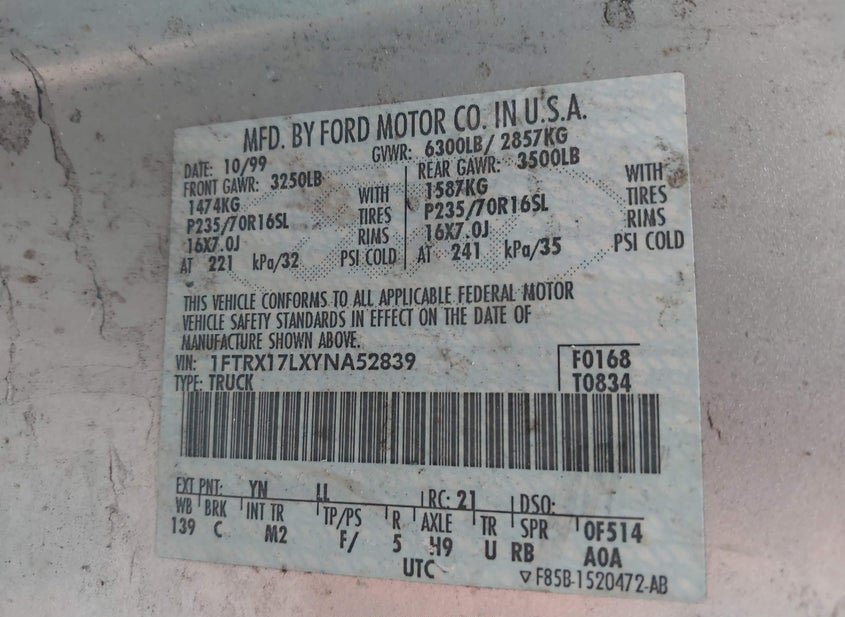 MFD. BY FORD MOTOR CO. IN U.S.A.
DATE: 10/99 GVWR: 6300LB/ 2857KG
FRONT GAWR: 3250LB REAR GAWR: 3500LB
1474KG WITH 1587KG WITH
P235/70R16SL TIRES P235/70R16SL TIRES
16X7.0J RIMS 16X7.0J RIMS
AT 221 kPa/32 PSI COLD AT 241 kPa/35 PSI COLD
THIS VEHICLE CONFORMS TO ALL APPLICABLE FEDERAL MOTOR
VEHICLE SAFETY STANDARDS IN EFFECT ON THE DATE OF
MANUFACTURE SHOWN ABOVE.
VIN: 1FTRX17LXYNA52839 F0168
TYPE: TRUCK T0834
EXT PNT: YN LL RC: 21 DSO:
WB BRK INT TR TP/PS R AXLE TR SPR 0F514
139 C M2 F/ 5 H9 U RB A0A
UTC ▽F85B-1520472-AB